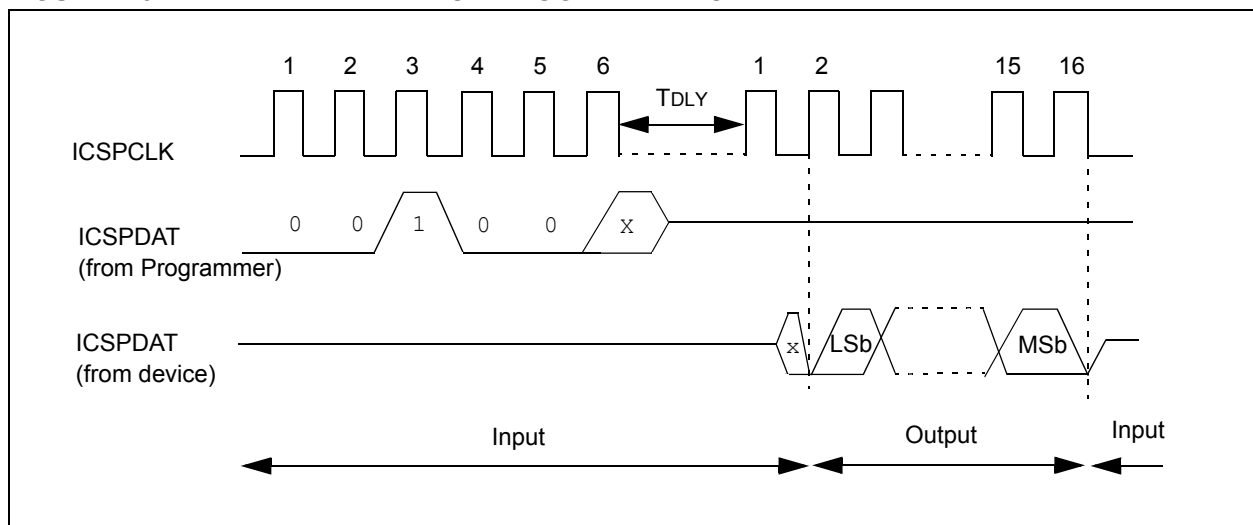 1 2 3 4 5 6 1 2 15 16
TDLY
ICSPCLK
0 0 1 0 0 x
ICSPDAT
(from Programmer)
ICSPDAT
(from device)
x LSb MSb
Input Output Input